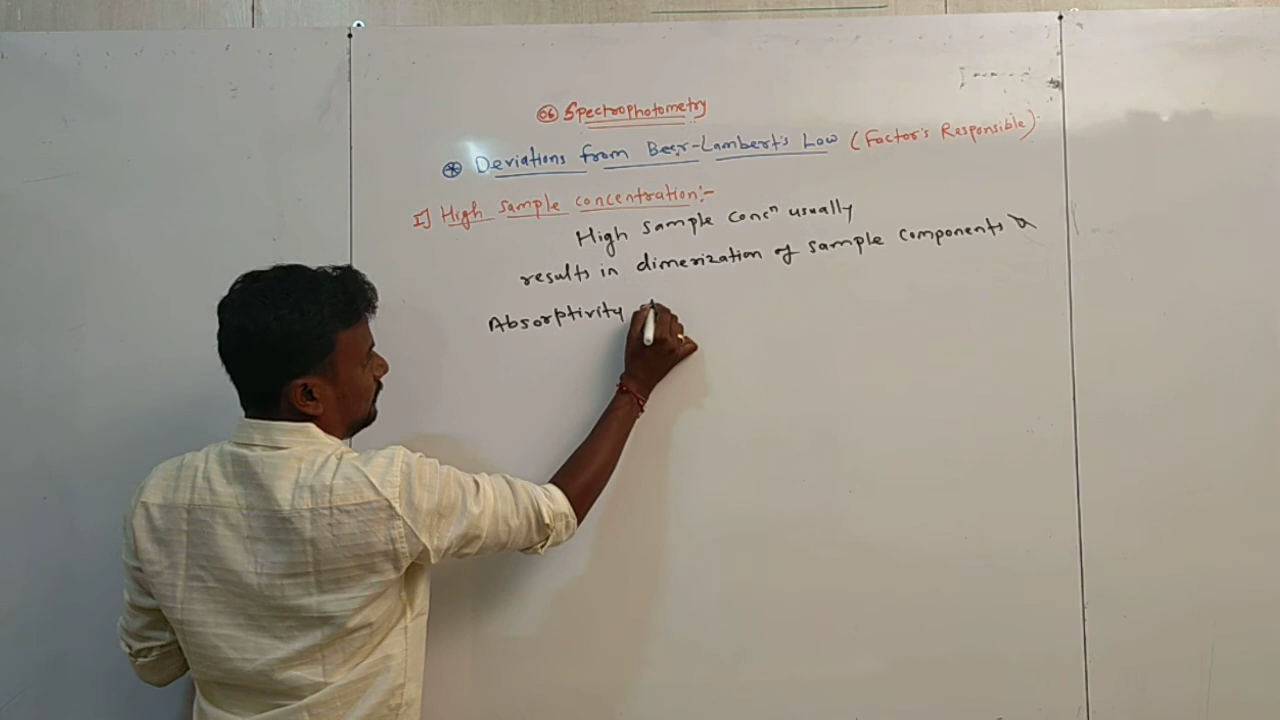 06 Spectrophotometry
Deviations from Beer-Lambert's Law (Factor's Responsible)
I] High sample concentration:-
High sample concⁿ usually
results in dimerization of sample components &
Absorptivity